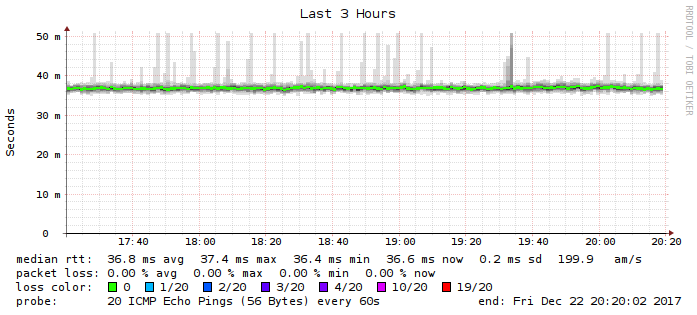 Last 3 Hours
RRDTOOL / TOBI OETIKER
Seconds
50 m
40 m
30 m
20 m
10 m
0
17:40 18:00 18:20 18:40 19:00 19:20 19:40 20:00 20:20
median rtt: 36.8 ms avg 37.4 ms max 36.4 ms min 36.6 ms now 0.2 ms sd 199.9 am/s
packet loss: 0.00 % avg 0.00 % max 0.00 % min 0.00 % now
loss color: 0 1/20 2/20 3/20 4/20 10/20 19/20
probe: 20 ICMP Echo Pings (56 Bytes) every 60s end: Fri Dec 22 20:20:02 2017